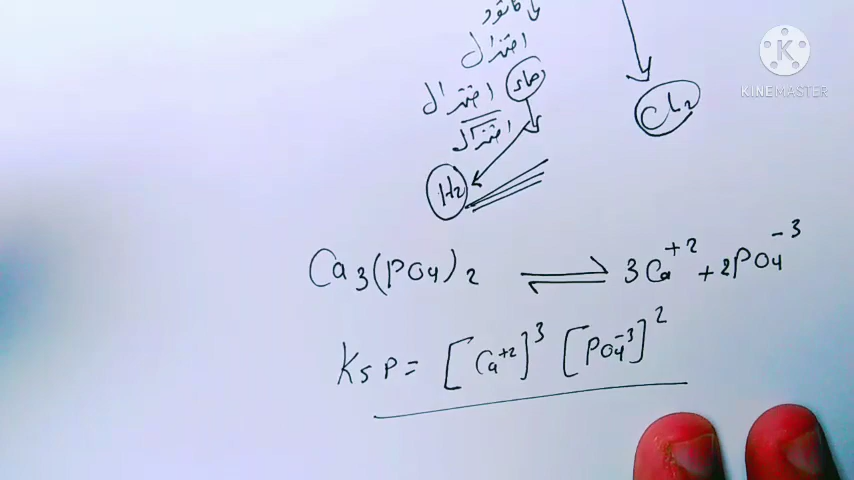 كاثود
اختزال
اختزال ماء
اختزال
H2
Cl2
K
KINEMASTER
Ca3(PO4)2 ⇌ 3Ca+2 + 2PO4-3
Ksp = [Ca+2]3 [PO4-3]2